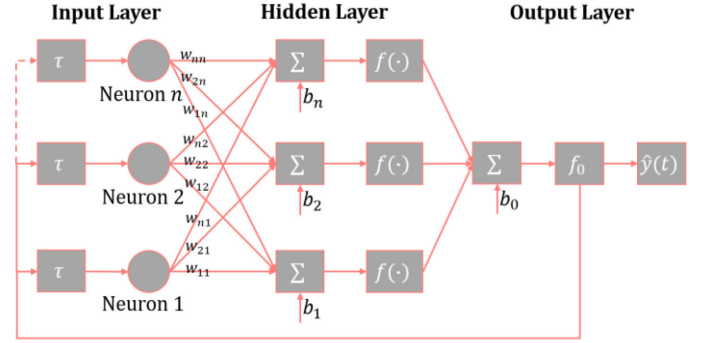 Input Layer Hidden Layer Output Layer
τ Neuron n w_nn w_2n w_1n ∑ b_n f(·)
τ Neuron 2 w_n2 w_22 w_12 ∑ b_2 f(·) ∑ b_0 f_0 ŷ(t)
τ Neuron 1 w_n1 w_21 w_11 ∑ b_1 f(·)